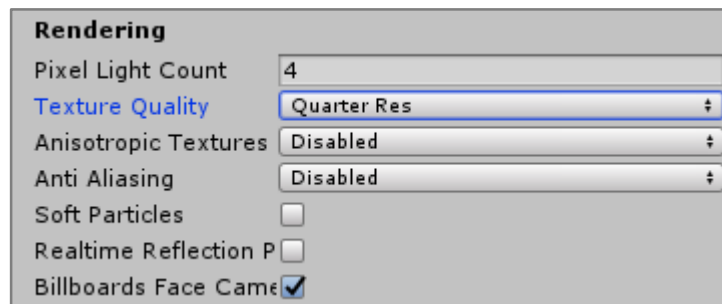 Rendering
Pixel Light Count 4
Texture Quality Quarter Res
Anisotropic Textures Disabled
Anti Aliasing Disabled
Soft Particles
Realtime Reflection P
Billboards Face Came